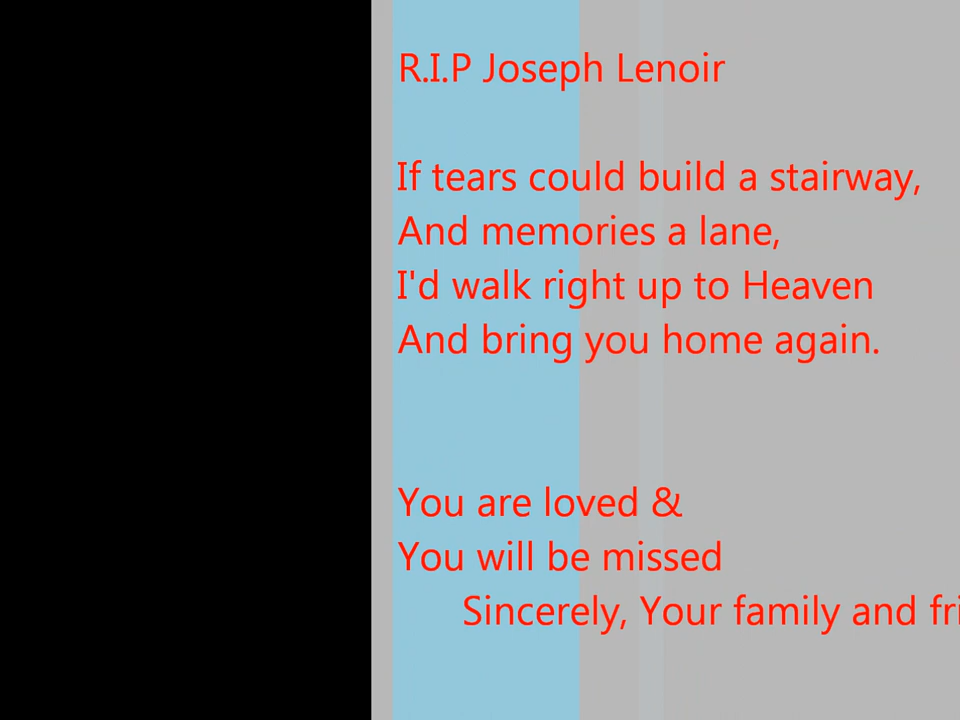 R.I.P Joseph Lenoir
If tears could build a stairway,
And memories a lane,
I'd walk right up to Heaven
And bring you home again.
You are loved &
You will be missed
Sincerely, Your family and fri